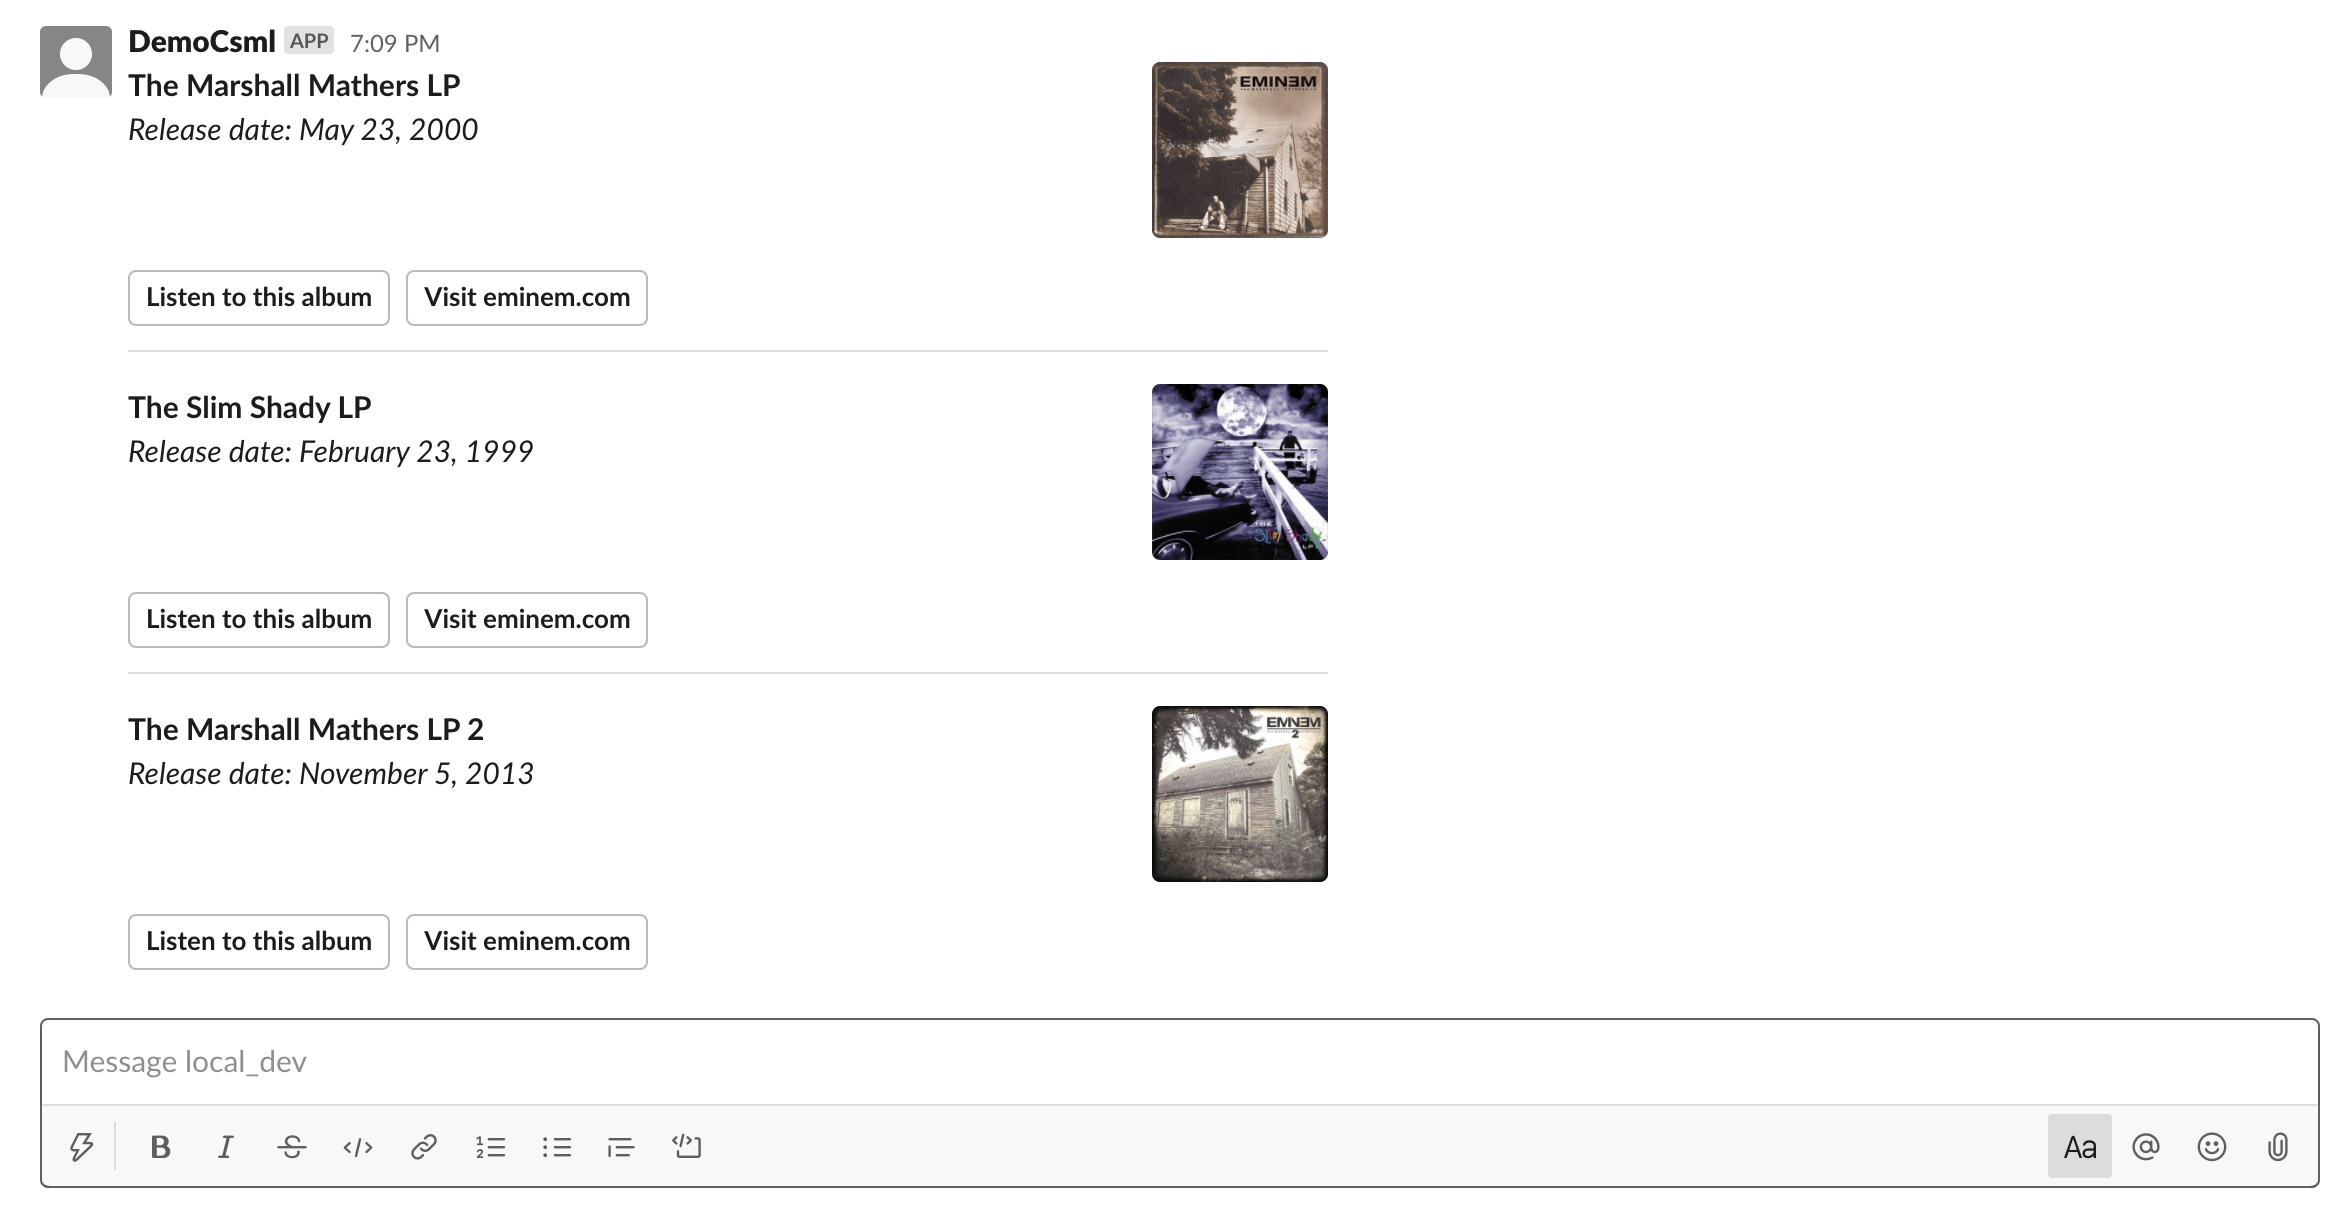 DemoCsml APP 7:09 PM
The Marshall Mathers LP
Release date: May 23, 2000
EMINEM
Listen to this album Visit eminem.com
The Slim Shady LP
Release date: February 23, 1999
THE
Slim Shady
LP
Listen to this album Visit eminem.com
The Marshall Mathers LP 2
Release date: November 5, 2013
EMINEM
2
Listen to this album Visit eminem.com
Message local_dev
B I S </> Aa @